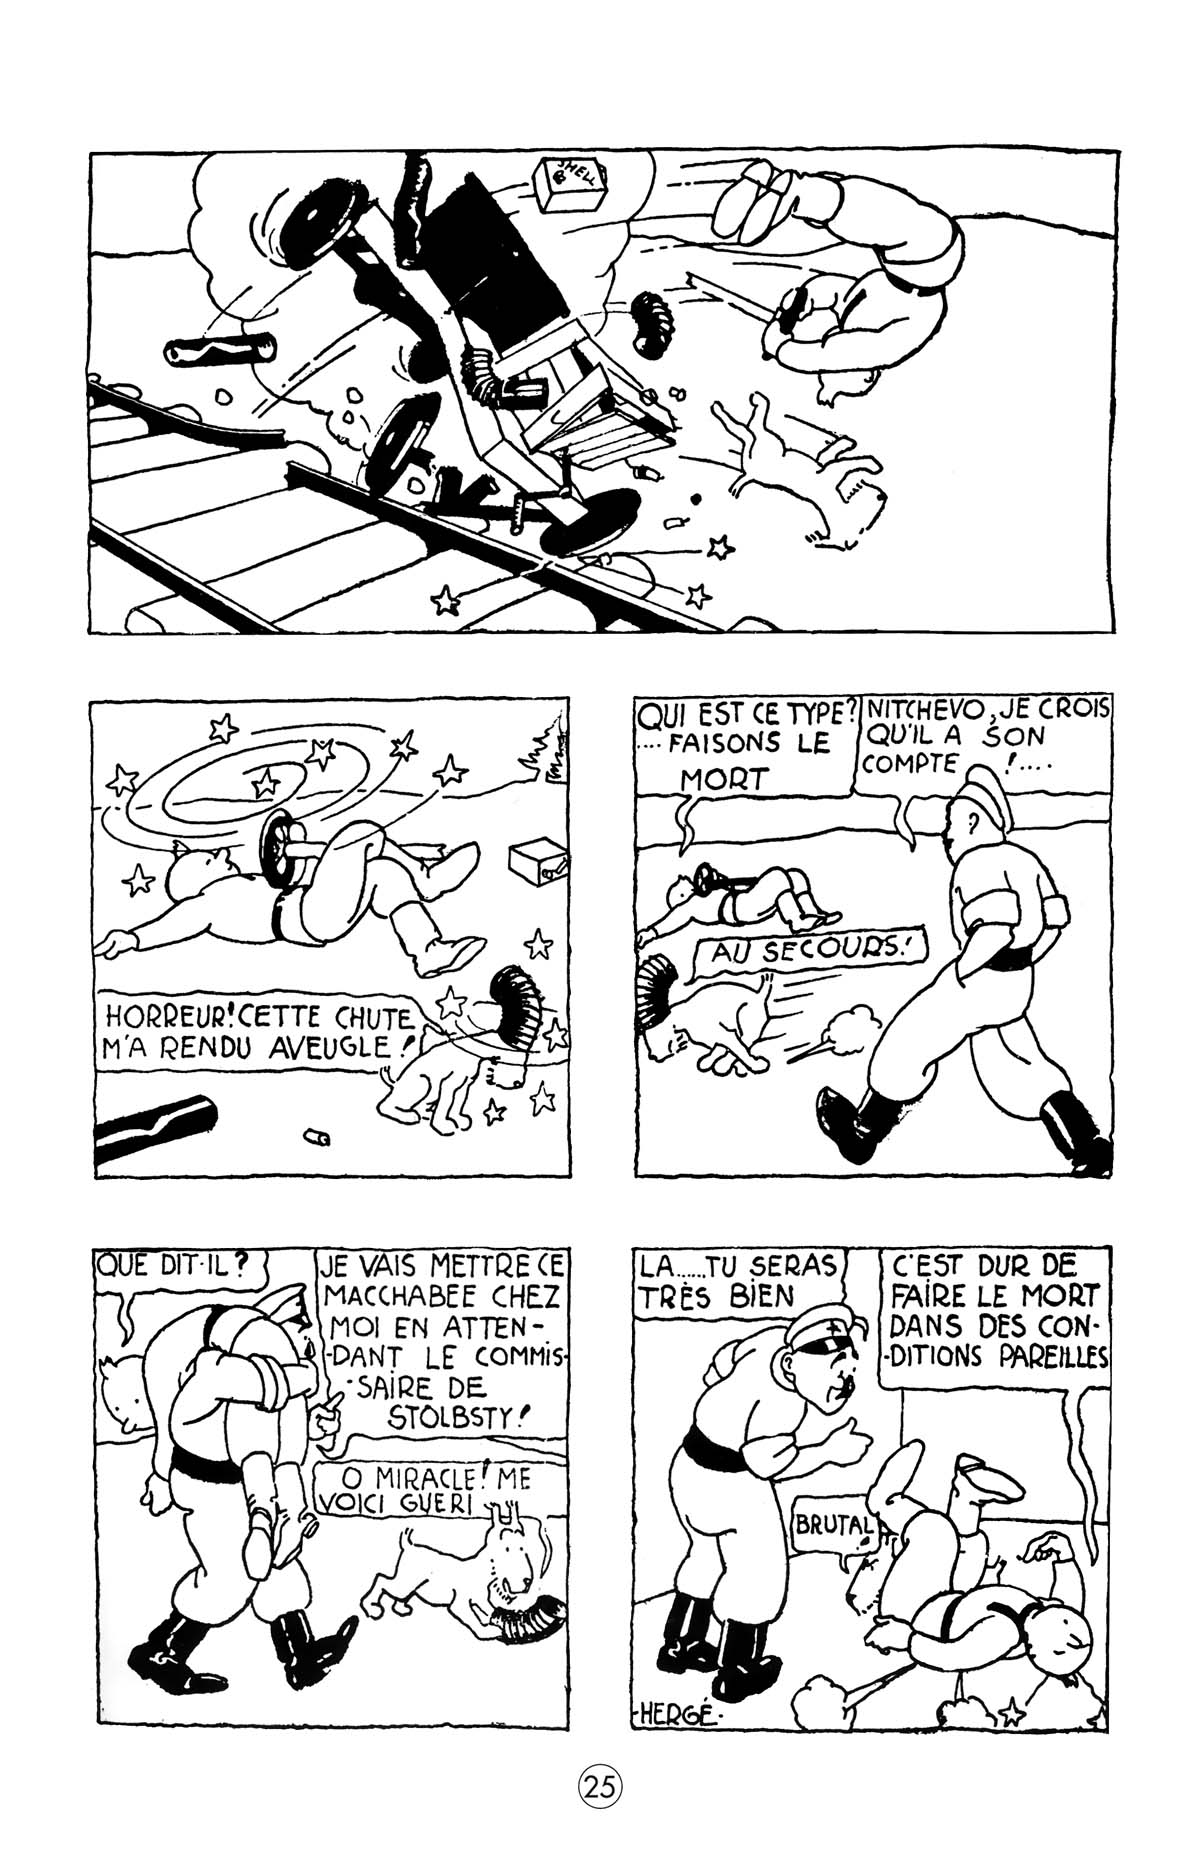 SHELL
HORREUR! CETTE CHUTE
M'A RENDU AVEUGLE!
QUI EST CE TYPE?
.... FAISONS LE
MORT
NITCHEVO, JE CROIS
QU'IL A SON
COMPTE !....
?
AU SECOURS!
QUE DIT-IL?
JE VAIS METTRE CE
MACCHABEE CHEZ
MOI EN ATTEN-
-DANT LE COMMIS-
-SAIRE DE
STOLBSTY!
O MIRACLE! ME
VOICI GUERI
LA......TU SERAS
TRÈS BIEN
C'EST DUR DE
FAIRE LE MORT
DANS DES CON-
-DITIONS PAREILLES
BRUTAL!
-HERGÉ-
25